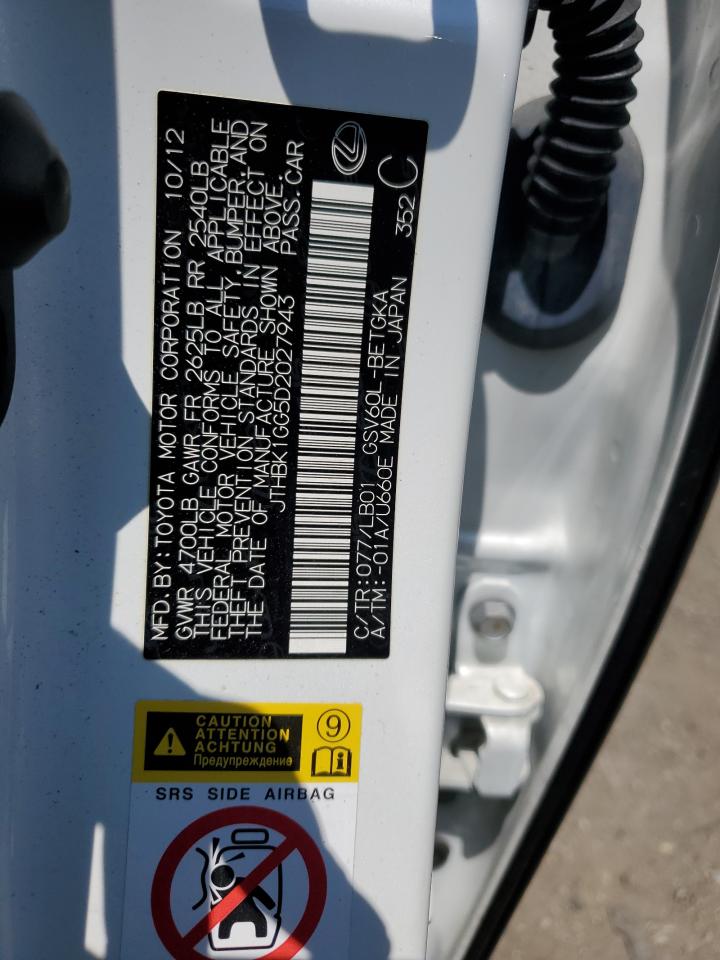 MFD.BY:TOYOTA MOTOR CORPORATION 10/12
GVWR 4700LB GAWR FR 2625LB RR 2540LB
THIS VEHICLE CONFORMS TO ALL APPLICABLE
FEDERAL MOTOR VEHICLE SAFETY, BUMPER, AND
THEFT PREVENTION STANDARDS IN EFFECT ON
THE DATE OF MANUFACTURE SHOWN ABOVE.
JTHBK1GG5D2027943 PASS.CAR
C/TR:077/LB01 GSV60L-BETGKA
A/TM:-01A/U660E MADE IN JAPAN 352 C
CAUTION
ATTENTION
ACHTUNG
Предупреждение
9
SRS SIDE AIRBAG